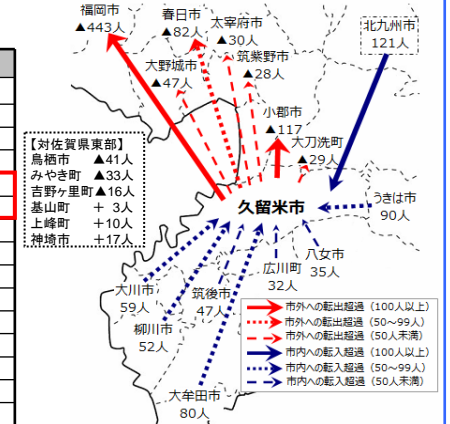 福岡市
▲443人
春日市
▲82人
太宰府市
▲30人
北九州市
121人
大野城市
▲47人
筑紫野市
▲28人
小郡市
▲117
大刀洗町
▲29人
【対佐賀県東部】
鳥栖市 ▲41人
みやき町 ▲33人
吉野ヶ里町▲16人
基山町 + 3人
上峰町 +10人
神埼市 +17人
久留米市
うきは市
90人
八女市
35人
広川町
32人
筑後市
47人
大川市
59人
柳川市
52人
大牟田市
80人
市外への転出超過(100人以上)
市外への転出超過(50~99人)
市外への転出超過(50人未満)
市内への転入超過(100人以上)
市内への転入超過(50~99人)
市内への転入超過(50人未満)